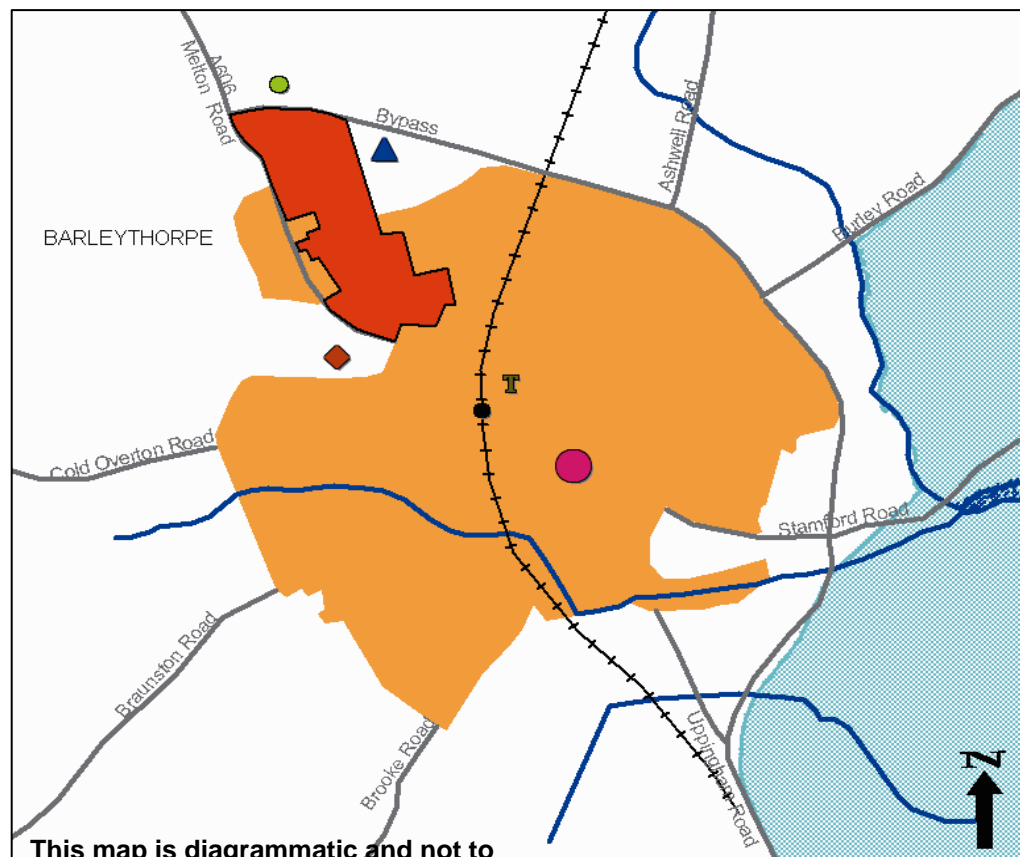 A606
Melton Road
Bypass
Ashwell Road
Burley Road
BARLEYTHORPE
T
Cold Overton Road
Stamford Road
Braunston Road
Brooke Road
Uppingham Road
N
This map is diagrammatic and not to